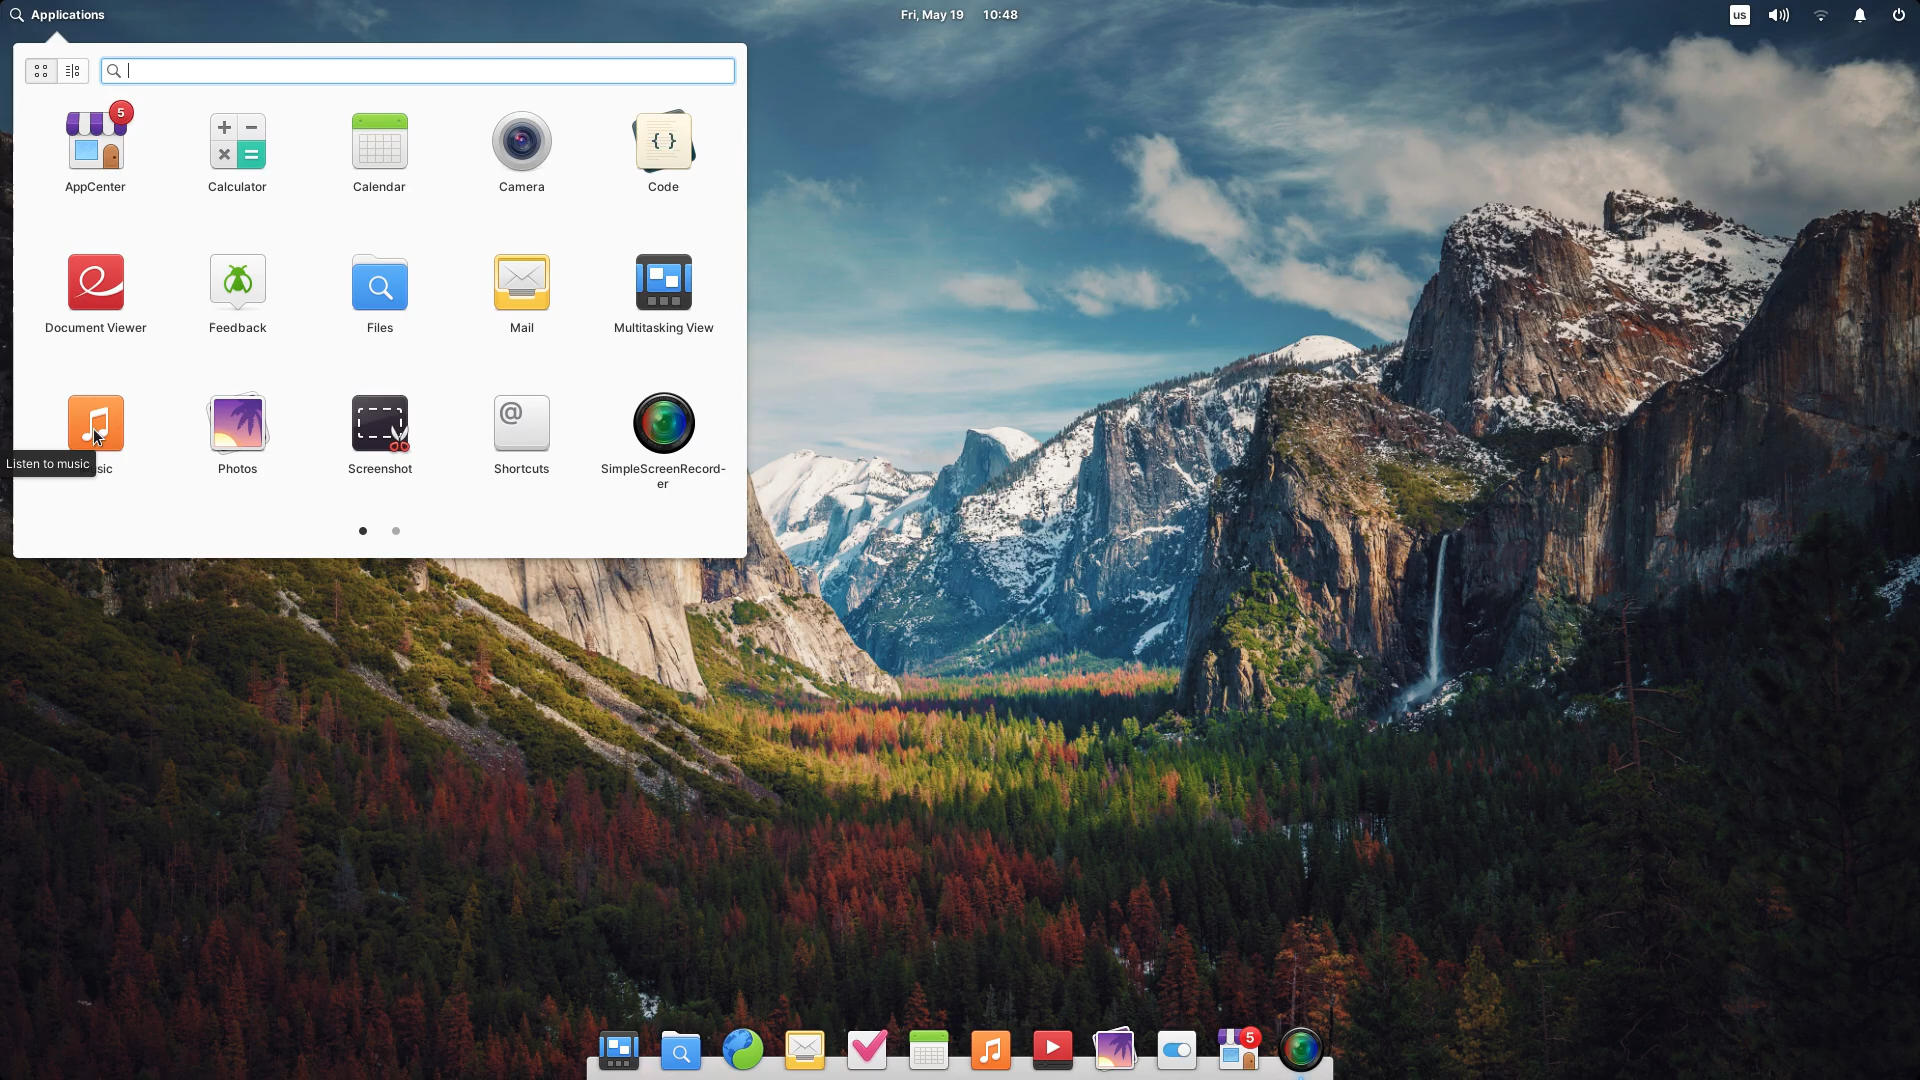 Applications
Fri, May 19 10:48
us
5
AppCenter
Calculator
Calendar
Camera
{ }
Code
Document Viewer
Feedback
Files
Mail
Multitasking View
Listen to music
sic
Photos
Screenshot
@
Shortcuts
SimpleScreenRecord-
er
5